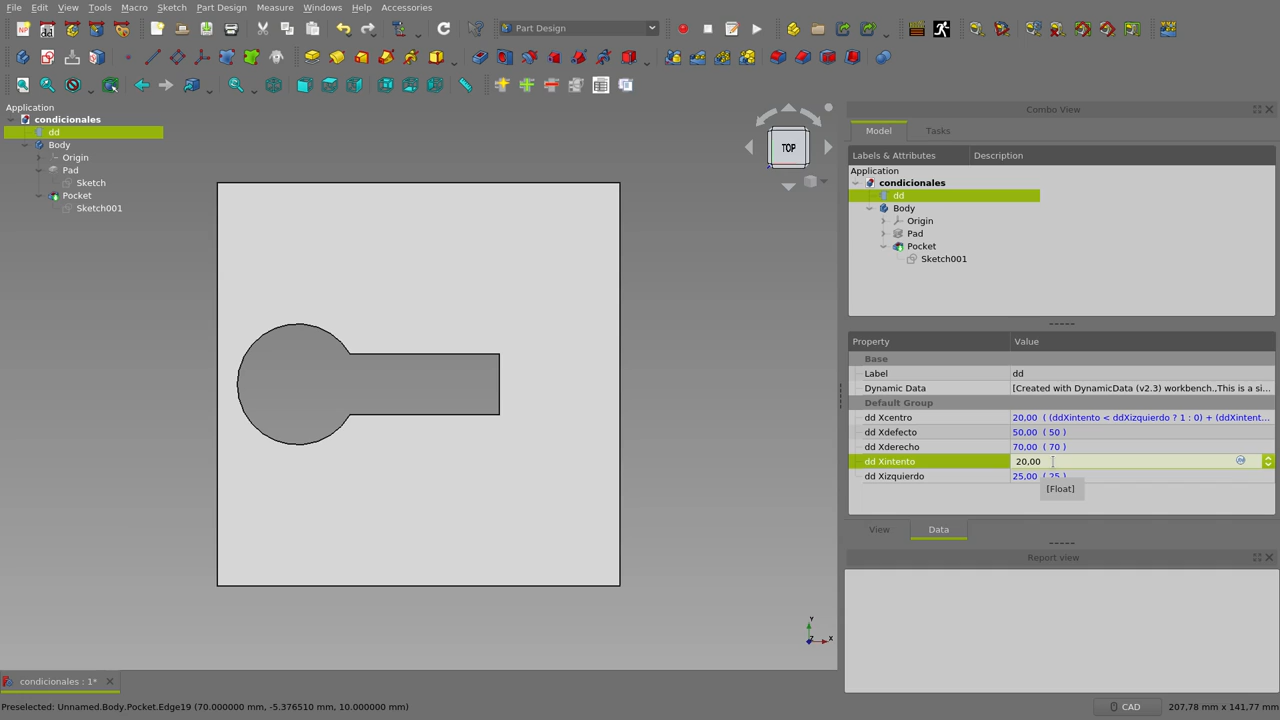 File Edit View Tools Macro Sketch Part Design Measure Windows Help Accessories
Part Design
Application
condicionales
dd
Body
Origin
Pad
Sketch
Pocket
Sketch001
TOP
Y
Z
X
condicionales : 1*
Combo View
Model Tasks
Labels & Attributes Description
Application
condicionales
dd
Body
Origin
Pad
Pocket
Sketch001
Property Value
Base
Label dd
Dynamic Data [Created with DynamicData (v2.3) workbench.,This is a si...
Default Group
dd Xcentro 20,00 ( (ddXintento < ddXizquierdo ? 1 : 0) + (ddXintent...
dd Xdefecto 50,00 ( 50 )
dd Xderecho 70,00 ( 70 )
dd Xintento 20,00
dd Xizquierdo 25,00 ( 25 )
[Float]
View Data
Report view
Preselected: Unnamed.Body.Pocket.Edge19 (70.000000 mm, -5.376510 mm, 10.000000 mm)
CAD
207,78 mm x 141,77 mm